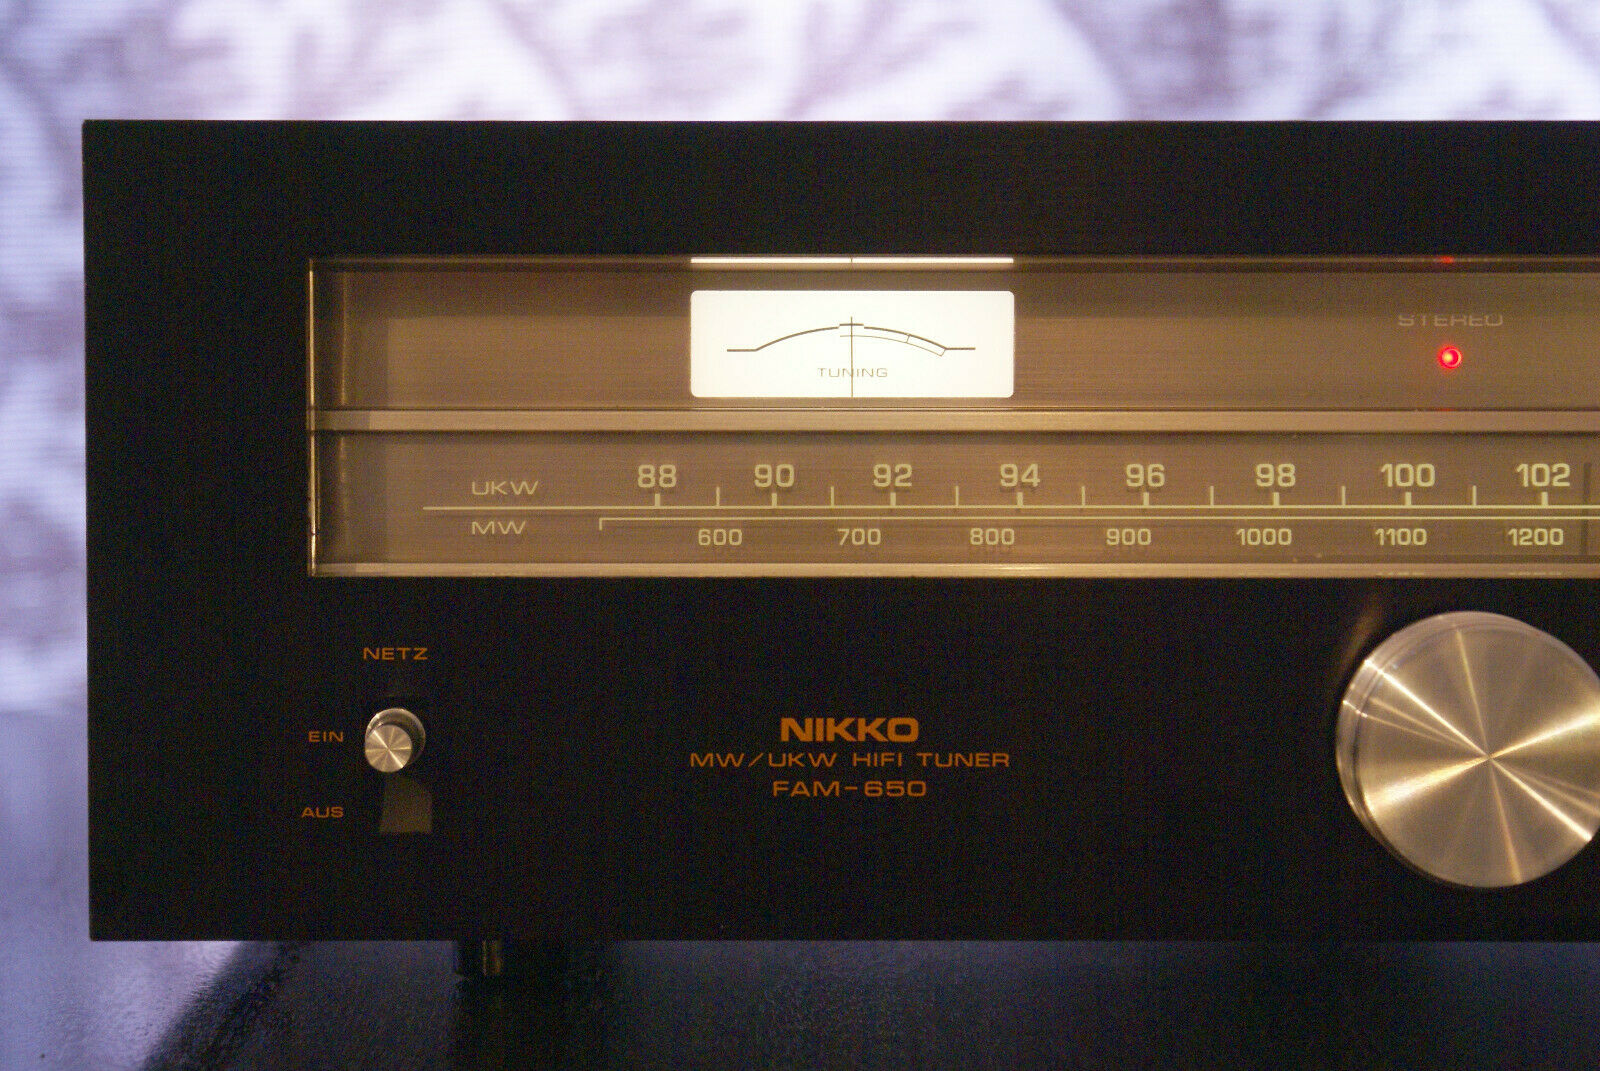 STEREO
TUNING
UKW 88 90 92 94 96 98 100 102
MW 600 700 800 900 1000 1100 1200
NETZ
EIN
AUS
NIKKO
MW/UKW HIFI TUNER
FAM-650